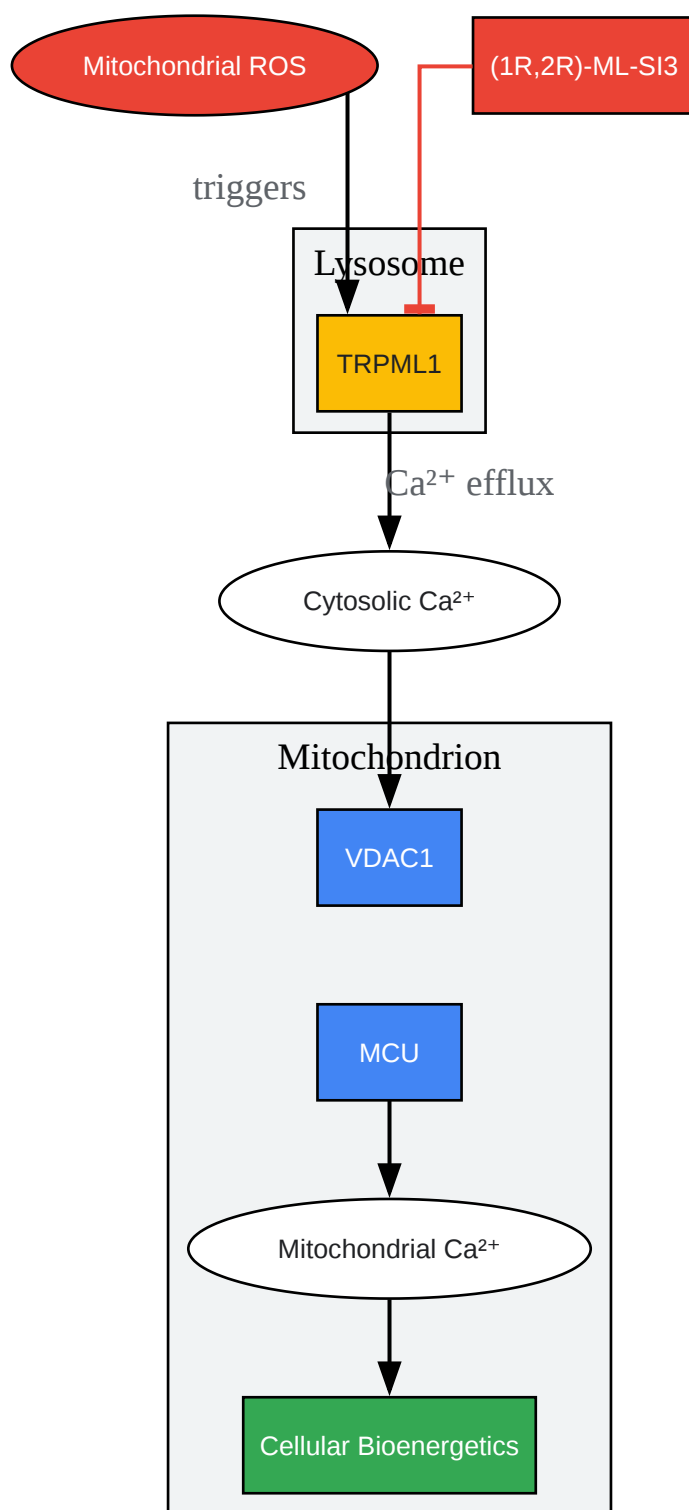 Mitochondrial ROS
(1R,2R)-ML-SI3
triggers
Lysosome
TRPML1
Ca²⁺ efflux
Cytosolic Ca²⁺
Mitochondrion
VDAC1
MCU
Mitochondrial Ca²⁺
Cellular Bioenergetics